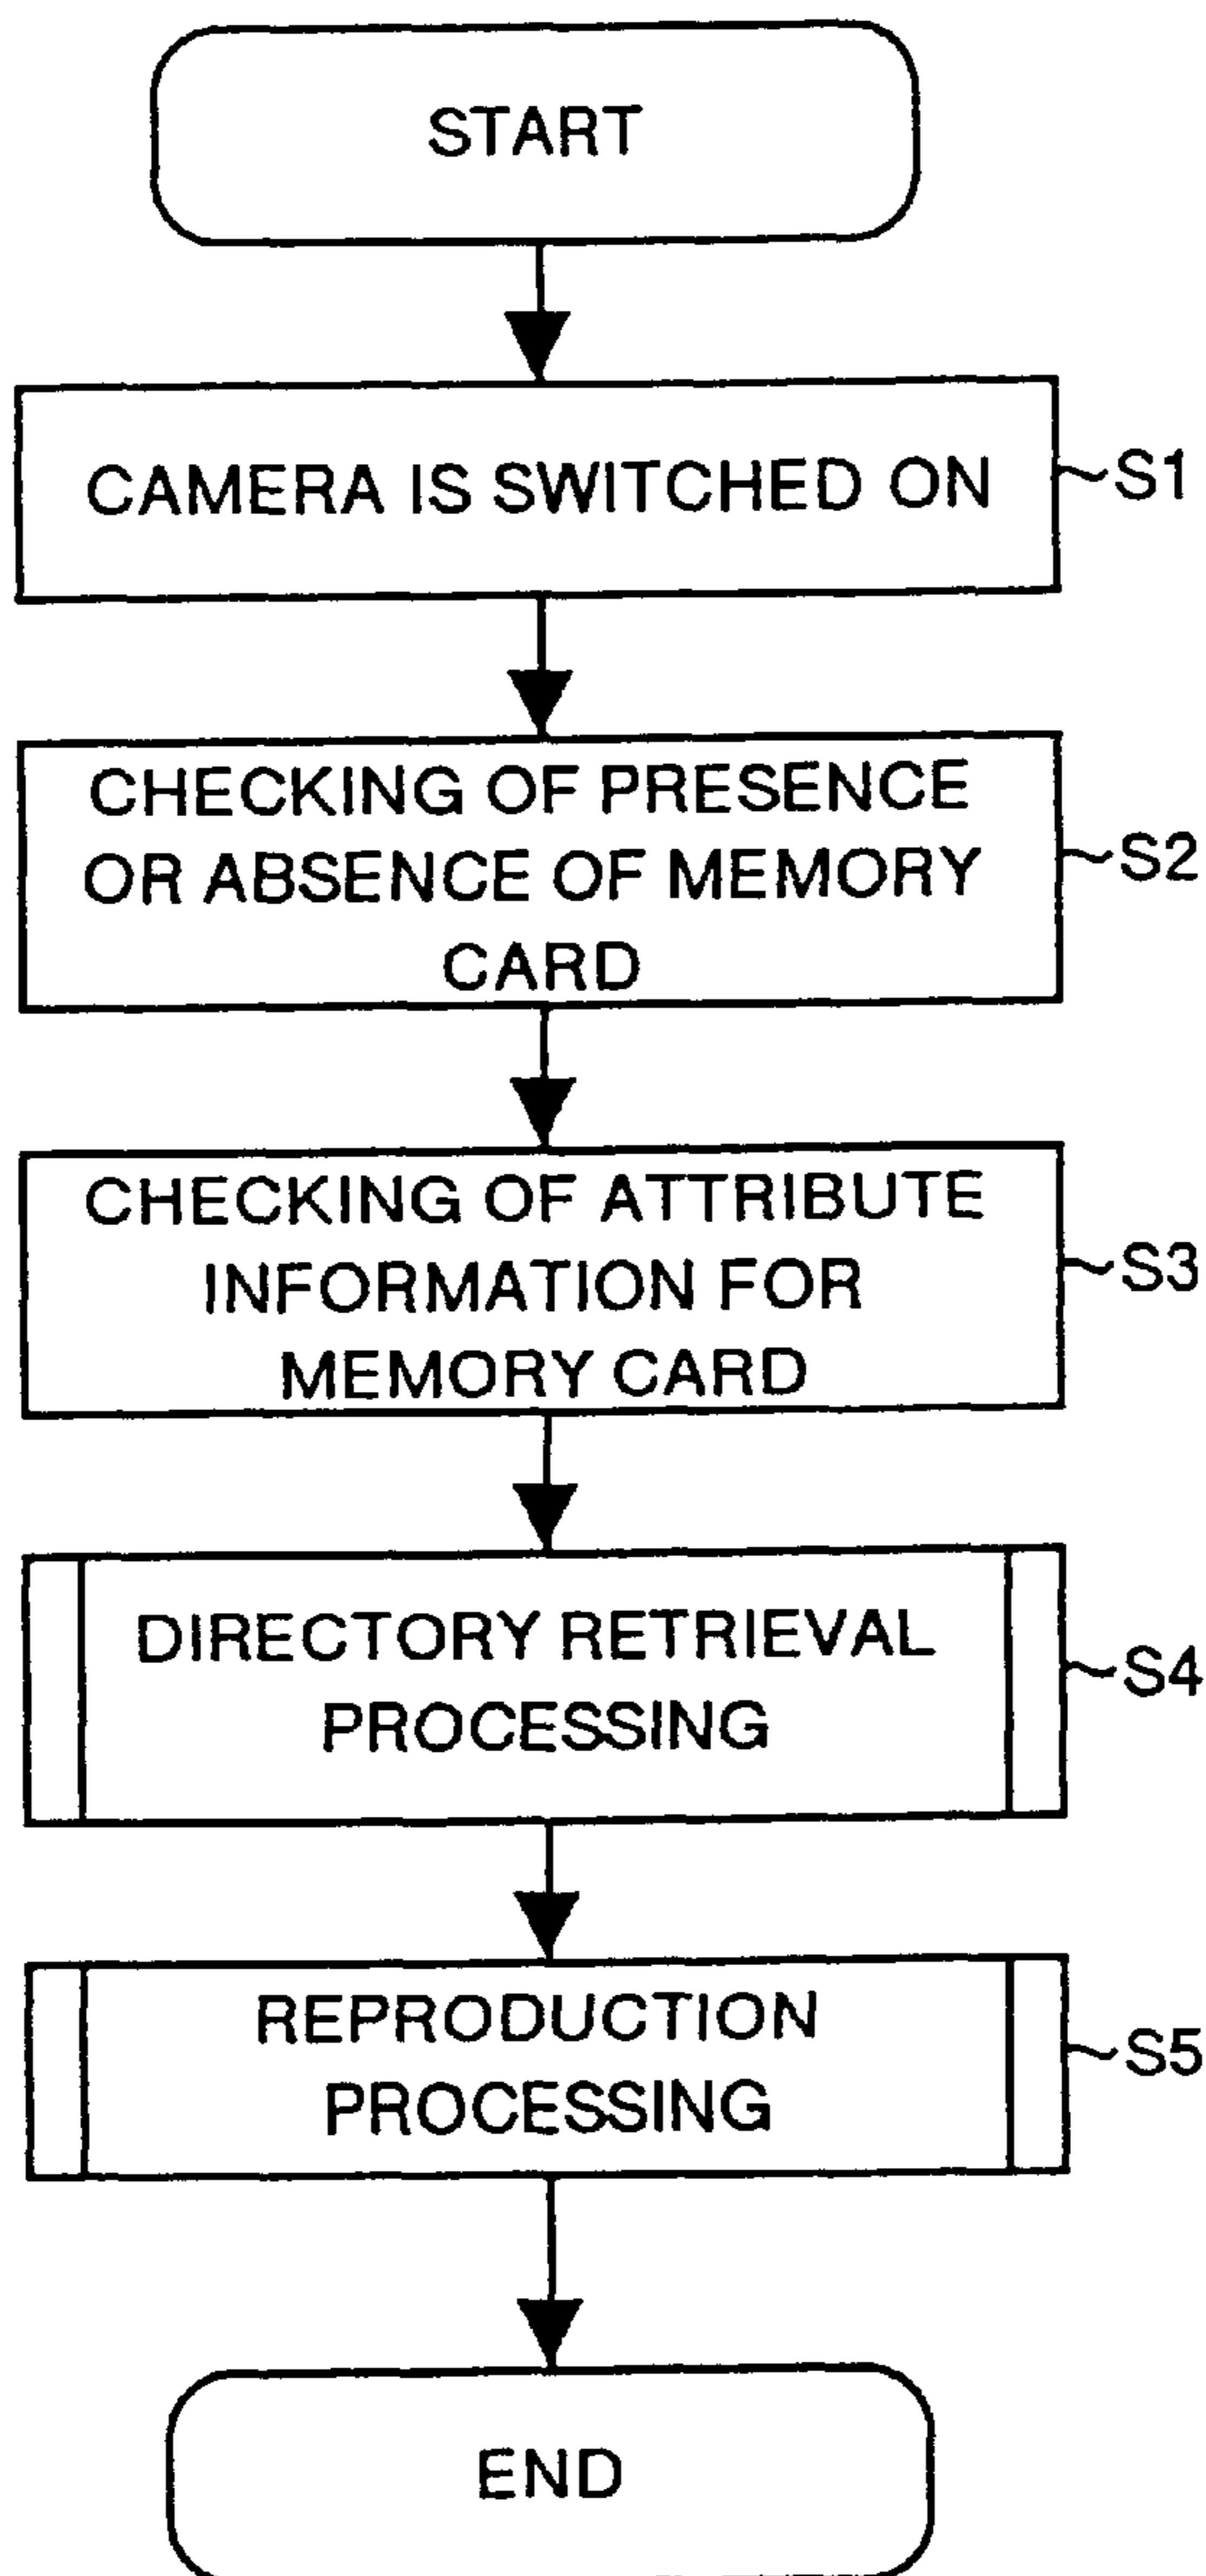 START
CAMERA IS SWITCHED ON
S1
CHECKING OF PRESENCE
OR ABSENCE OF MEMORY
CARD
S2
CHECKING OF ATTRIBUTE
INFORMATION FOR
MEMORY CARD
S3
DIRECTORY RETRIEVAL
PROCESSING
S4
REPRODUCTION
PROCESSING
S5
END